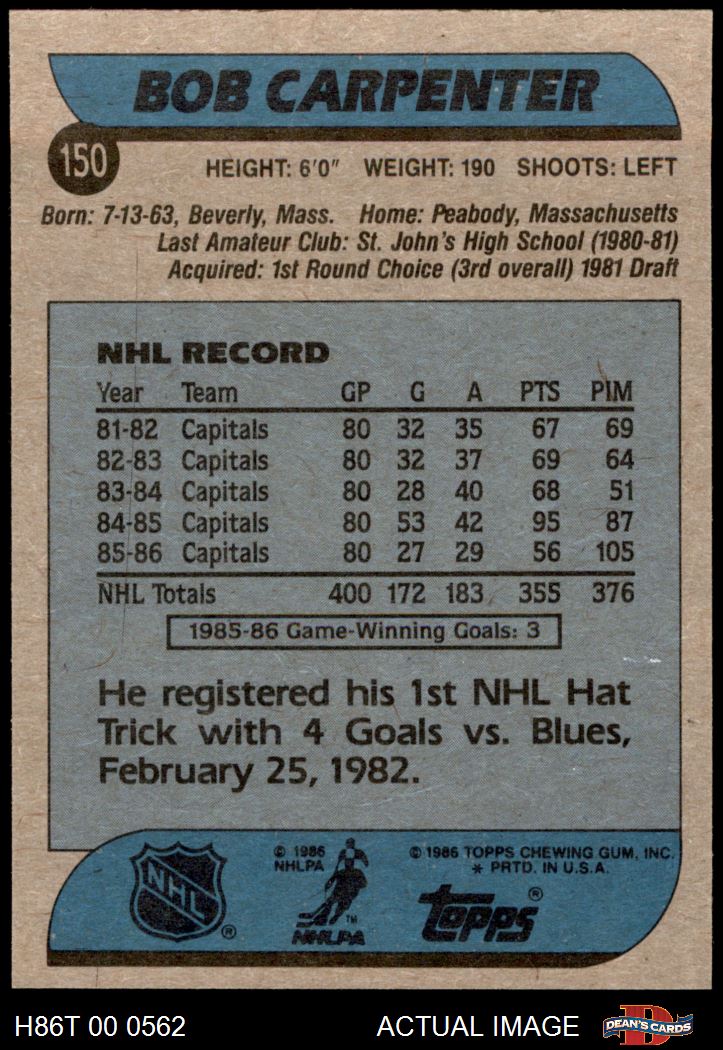 BOB CARPENTER
150
HEIGHT: 6'0" WEIGHT: 190 SHOOTS: LEFT
Born: 7-13-63, Beverly, Mass. Home: Peabody, Massachusetts
Last Amateur Club: St. John's High School (1980-81)
Acquired: 1st Round Choice (3rd overall) 1981 Draft
NHL RECORD
Year Team GP G A PTS PIM
81-82 Capitals 80 32 35 67 69
82-83 Capitals 80 32 37 69 64
83-84 Capitals 80 28 40 68 51
84-85 Capitals 80 53 42 95 87
85-86 Capitals 80 27 29 56 105
NHL Totals 400 172 183 355 376
1985-86 Game-Winning Goals: 3
He registered his 1st NHL Hat
Trick with 4 Goals vs. Blues,
February 25, 1982.
NHL ®
© 1986
NHLPA
TM
NHLPA
© 1986 TOPPS CHEWING GUM, INC.
* PRTD. IN U.S.A.
topps ®
H86T 00 0562
ACTUAL IMAGE
D
DEAN'S CARDS